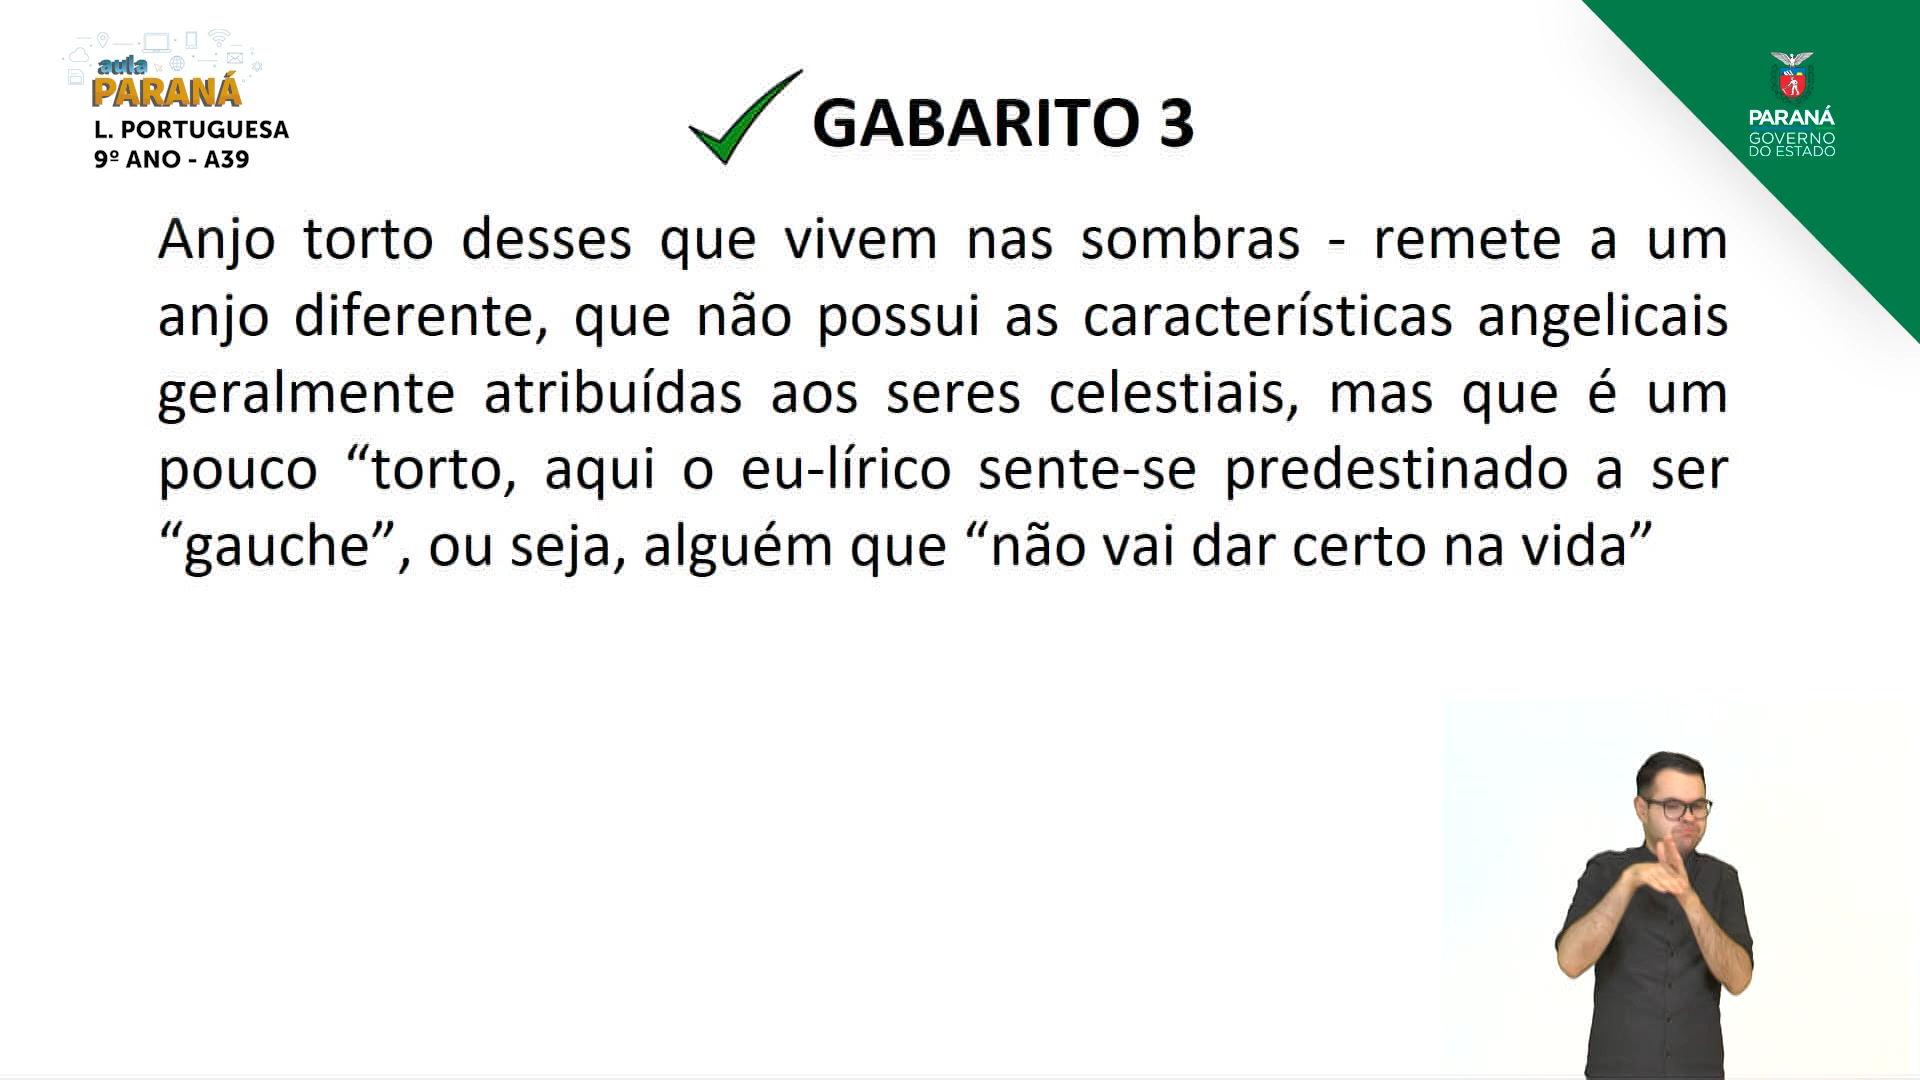 aula
PARANÁ
L. PORTUGUESA
9º ANO - A39
GABARITO 3
PARANÁ
GOVERNO
DO ESTADO
Anjo torto desses que vivem nas sombras - remete a um
anjo diferente, que não possui as características angelicais
geralmente atribuídas aos seres celestiais, mas que é um
pouco “torto, aqui o eu-lírico sente-se predestinado a ser
“gauche”, ou seja, alguém que “não vai dar certo na vida”